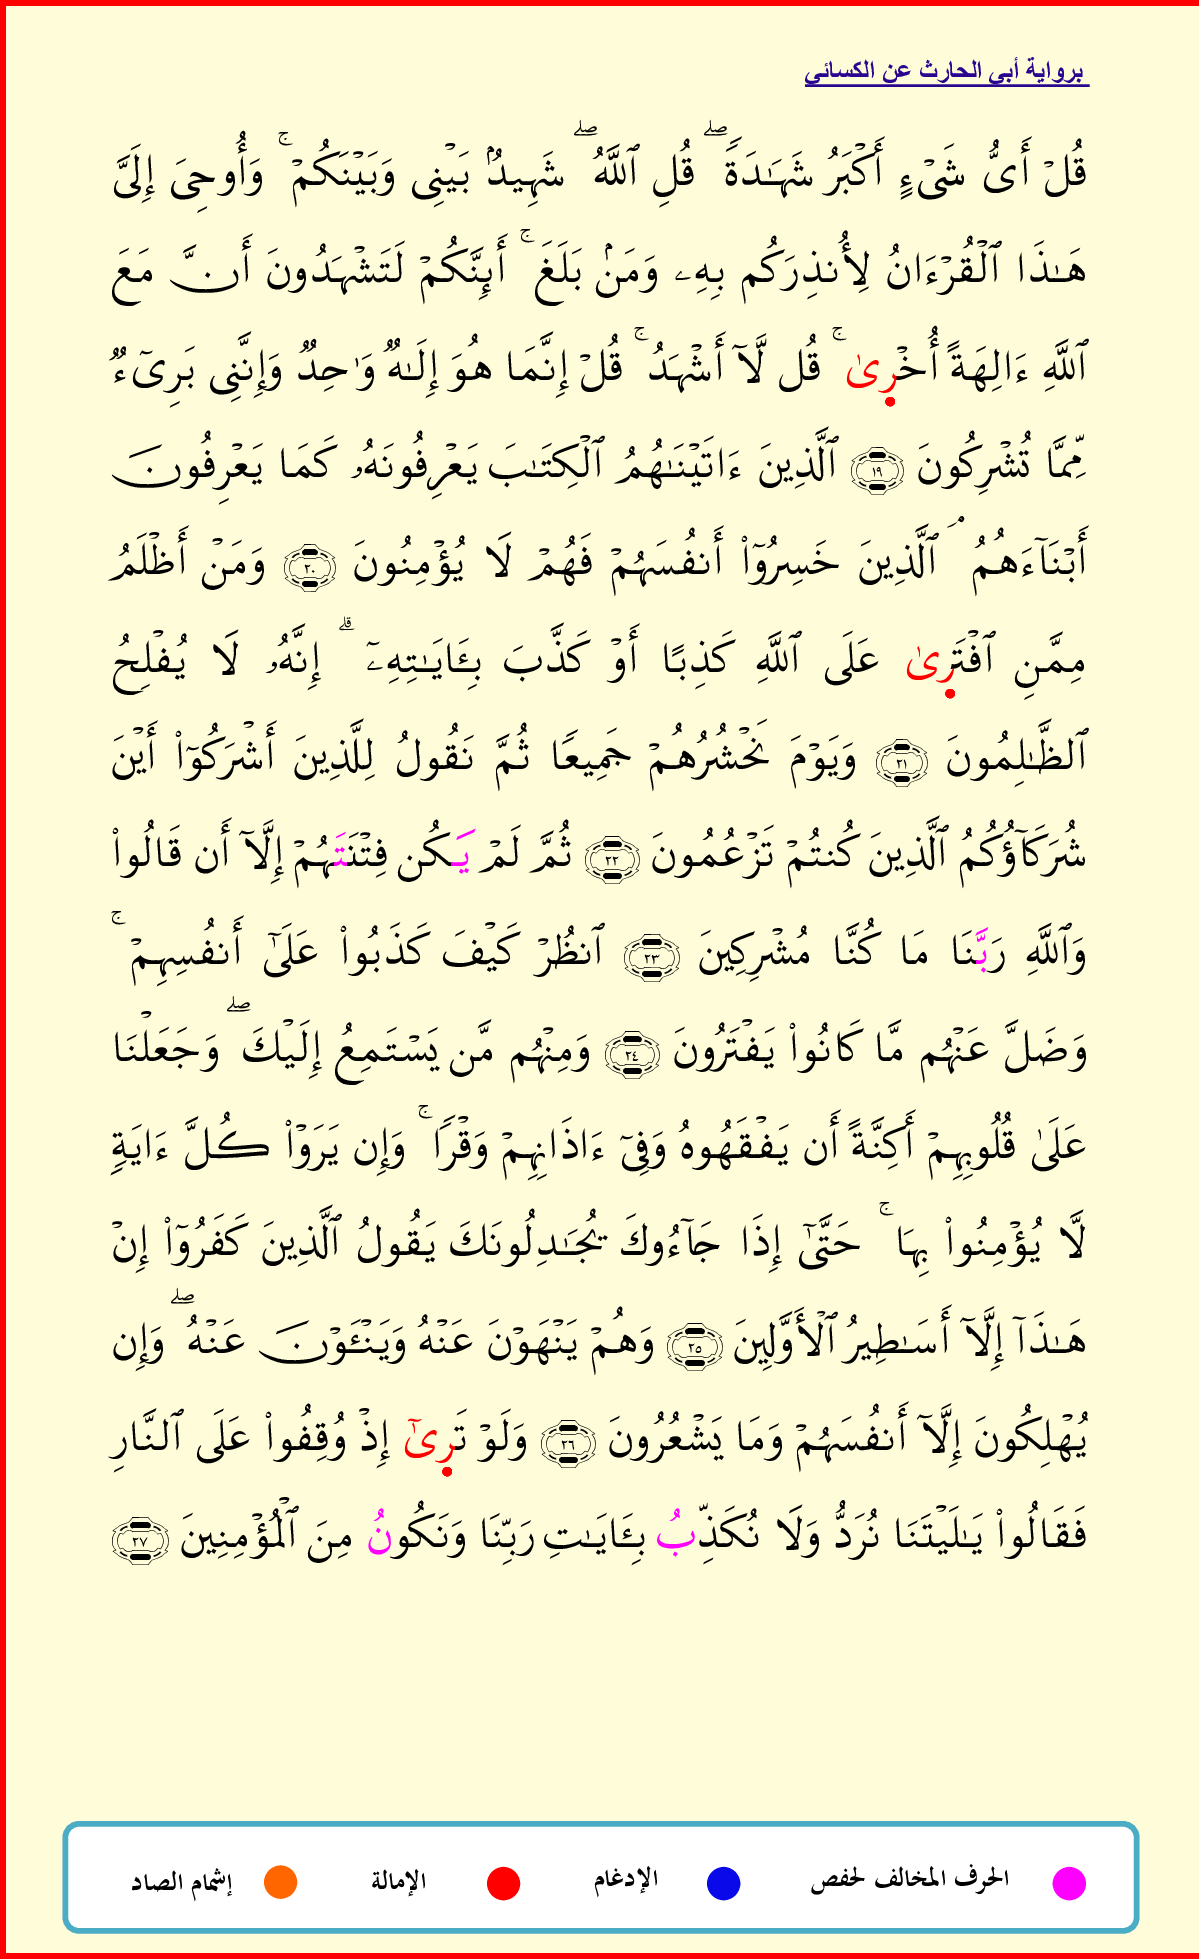 برواية أبي الحارث عن الكسائي
قُلۡ أَىُّ شَىۡءٍ أَكۡبَرُ شَهَٰدَةًۖ قُلِ ٱللَّهُۖ شَهِيدُۢ بَيۡنِى وَبَيۡنَكُمۡۚ وَأُوحِىَ إِلَىَّ
هَٰذَا ٱلۡقُرۡءَانُ لِأُنذِرَكُم بِهِۦ وَمَنۢ بَلَغَۚ أَئِنَّكُمۡ لَتَشۡهَدُونَ أَنَّ مَعَ
ٱللَّهِ ءَالِهَةً أُخۡرِىٰۚ قُل لَّآ أَشۡهَدُۚ قُلۡ إِنَّمَا هُوَ إِلَٰهٌ وَٰحِدٌ وَإِنَّنِى بَرِىٓءٌ
مِّمَّا تُشۡرِكُونَ ١٩ ٱلَّذِينَ ءَاتَيۡنَٰهُمُ ٱلۡكِتَٰبَ يَعۡرِفُونَهُۥ كَمَا يَعۡرِفُونَ
أَبۡنَآءَهُمُۘ ٱلَّذِينَ خَسِرُوٓا۟ أَنفُسَهُمۡ فَهُمۡ لَا يُؤۡمِنُونَ ٢٠ وَمَنۡ أَظۡلَمُ
مِمَّنِ ٱفۡتَرِىٰ عَلَى ٱللَّهِ كَذِبًا أَوۡ كَذَّبَ بِـَٔايَٰتِهِۦٓۗ إِنَّهُۥ لَا يُفۡلِحُ
ٱلظَّٰلِمُونَ ٢١ وَيَوۡمَ نَحۡشُرُهُمۡ جَمِيعًا ثُمَّ نَقُولُ لِلَّذِينَ أَشۡرَكُوٓا۟ أَيۡنَ
شُرَكَآؤُكُمُ ٱلَّذِينَ كُنتُمۡ تَزۡعُمُونَ ٢٢ ثُمَّ لَمۡ يَكُن فِتۡنَتَهُمۡ إِلَّآ أَن قَالُوا۟
وَٱللَّهِ رَبَّنَا مَا كُنَّا مُشۡرِكِينَ ٢٣ ٱنظُرۡ كَيۡفَ كَذَبُوا۟ عَلَىٰٓ أَنفُسِهِمۡۚ
وَضَلَّ عَنۡهُم مَّا كَانُوا۟ يَفۡتَرُونَ ٢٤ وَمِنۡهُم مَّن يَسۡتَمِعُ إِلَيۡكَۖ وَجَعَلۡنَا
عَلَىٰ قُلُوبِهِمۡ أَكِنَّةً أَن يَفۡقَهُوهُ وَفِىٓ ءَاذَانِهِمۡ وَقۡرًاۚ وَإِن يَرَوۡا۟ كُلَّ ءَايَةٍ
لَّا يُؤۡمِنُوا۟ بِهَاۚ حَتَّىٰٓ إِذَا جَآءُوكَ يُجَٰدِلُونَكَ يَقُولُ ٱلَّذِينَ كَفَرُوٓا۟ إِنۡ
هَٰذَآ إِلَّآ أَسَٰطِيرُ ٱلۡأَوَّلِينَ ٢٥ وَهُمۡ يَنۡهَوۡنَ عَنۡهُ وَيَنۡـَٔوۡنَ عَنۡهُۖ وَإِن
يُهۡلِكُونَ إِلَّآ أَنفُسَهُمۡ وَمَا يَشۡعُرُونَ ٢٦ وَلَوۡ تَرِىٰٓ إِذۡ وُقِفُوا۟ عَلَى ٱلنَّارِ
فَقَالُوا۟ يَٰلَيۡتَنَا نُرَدُّ وَلَا نُكَذِّبُ بِـَٔايَٰتِ رَبِّنَا وَنَكُونُ مِنَ ٱلۡمُؤۡمِنِينَ ٢٧
الحرف المخالف لحفص الإدغام الإمالة إشمام الصاد